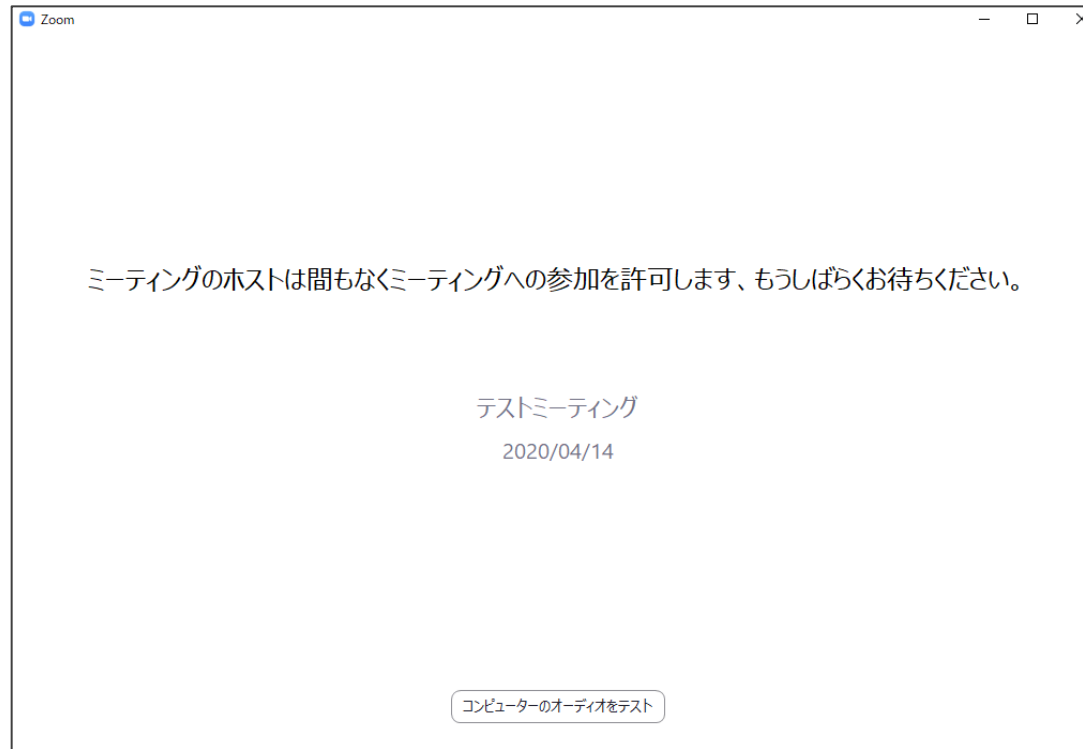 Zoom
ミーティングのホストは間もなくミーティングへの参加を許可します、もうしばらくお待ちください。
テストミーティング
2020/04/14
コンピューターのオーディオをテスト